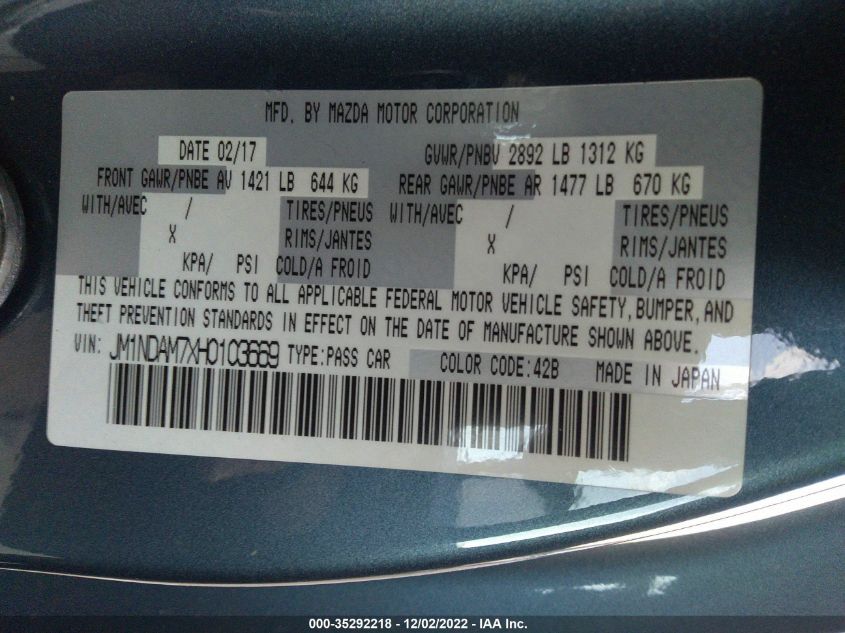 MFD. BY MAZDA MOTOR CORPORATION
DATE 02/17 GVWR/PNBV 2892 LB 1312 KG
FRONT GAWR/PNBE AV 1421 LB 644 KG REAR GAWR/PNBE AR 1477 LB 670 KG
WITH/AVEC / TIRES/PNEUS WITH/AVEC / TIRES/PNEUS
X RIMS/JANTES X RIMS/JANTES
KPA/ PSI COLD/A FROID KPA/ PSI COLD/A FROID
THIS VEHICLE CONFORMS TO ALL APPLICABLE FEDERAL MOTOR VEHICLE SAFETY, BUMPER, AND
THEFT PREVENTION STANDARDS IN EFFECT ON THE DATE OF MANUFACTURE SHOWN ABOVE.
VIN: JM1NDAM7XH0103669 TYPE:PASS CAR COLOR CODE:42B MADE IN JAPAN
000-35292218 - 12/02/2022 - IAA Inc.